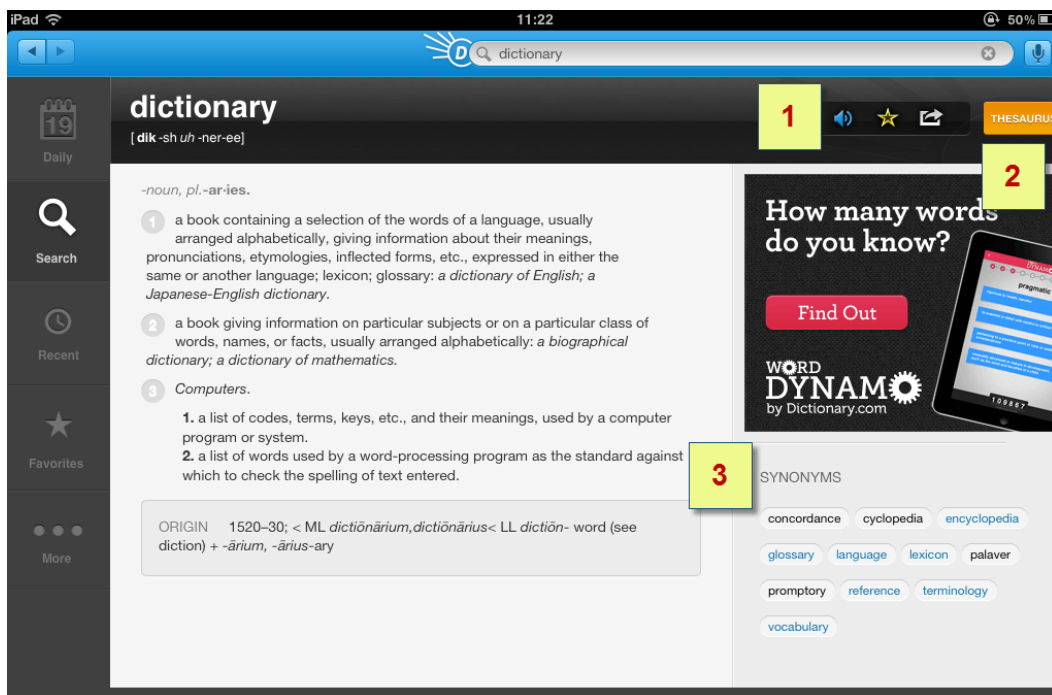 iPad 11:22 50%
D dictionary
19
Daily
Search
Recent
Favorites
More
dictionary
[ dik -sh uh -ner-ee]
1
THESAURUS
2
-noun, pl.-ar·ies.
1 a book containing a selection of the words of a language, usually
arranged alphabetically, giving information about their meanings,
pronunciations, etymologies, inflected forms, etc., expressed in either the
same or another language; lexicon; glossary: a dictionary of English; a
Japanese-English dictionary.
2 a book giving information on particular subjects or on a particular class of
words, names, or facts, usually arranged alphabetically: a biographical
dictionary; a dictionary of mathematics.
3 Computers.
1. a list of codes, terms, keys, etc., and their meanings, used by a computer
program or system.
2. a list of words used by a word-processing program as the standard against
which to check the spelling of text entered.
ORIGIN 1520–30; < ML dictiōnārium,dictiōnārius< LL dictiōn- word (see
diction) + -ārium, -ārius-ary
How many words
do you know?
Find Out
WORD
DYNAMO
by Dictionary.com
pragmatic
109867
3
SYNONYMS
concordance cyclopedia encyclopedia
glossary language lexicon palaver
promptory reference terminology
vocabulary